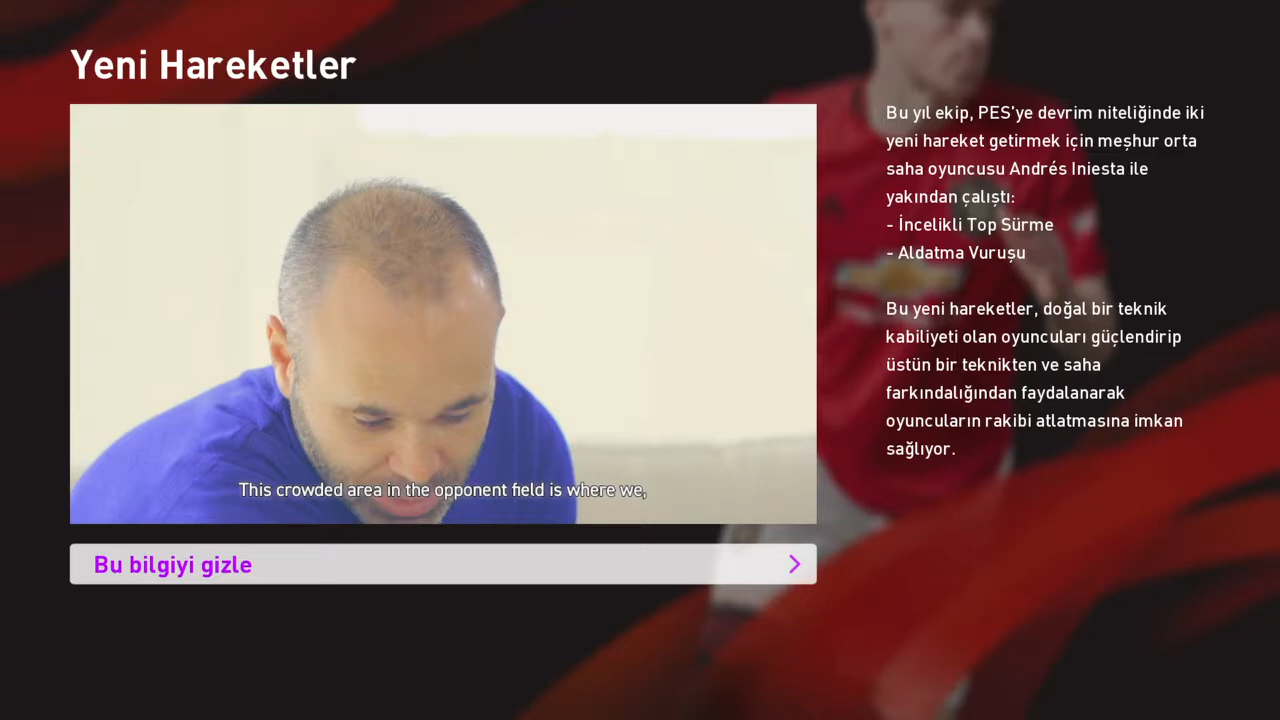 Yeni Hareketler
Bu yıl ekip, PES'ye devrim niteliğinde iki
yeni hareket getirmek için meşhur orta
saha oyuncusu Andrés Iniesta ile
yakından çalıştı:
- İncelikli Top Sürme
- Aldatma Vuruşu
Bu yeni hareketler, doğal bir teknik
kabiliyeti olan oyuncuları güçlendirip
üstün bir teknikten ve saha
farkındalığından faydalanarak
oyuncuların rakibi atlatmasına imkan
sağlıyor.
This crowded area in the opponent field is where we,
Bu bilgiyi gizle